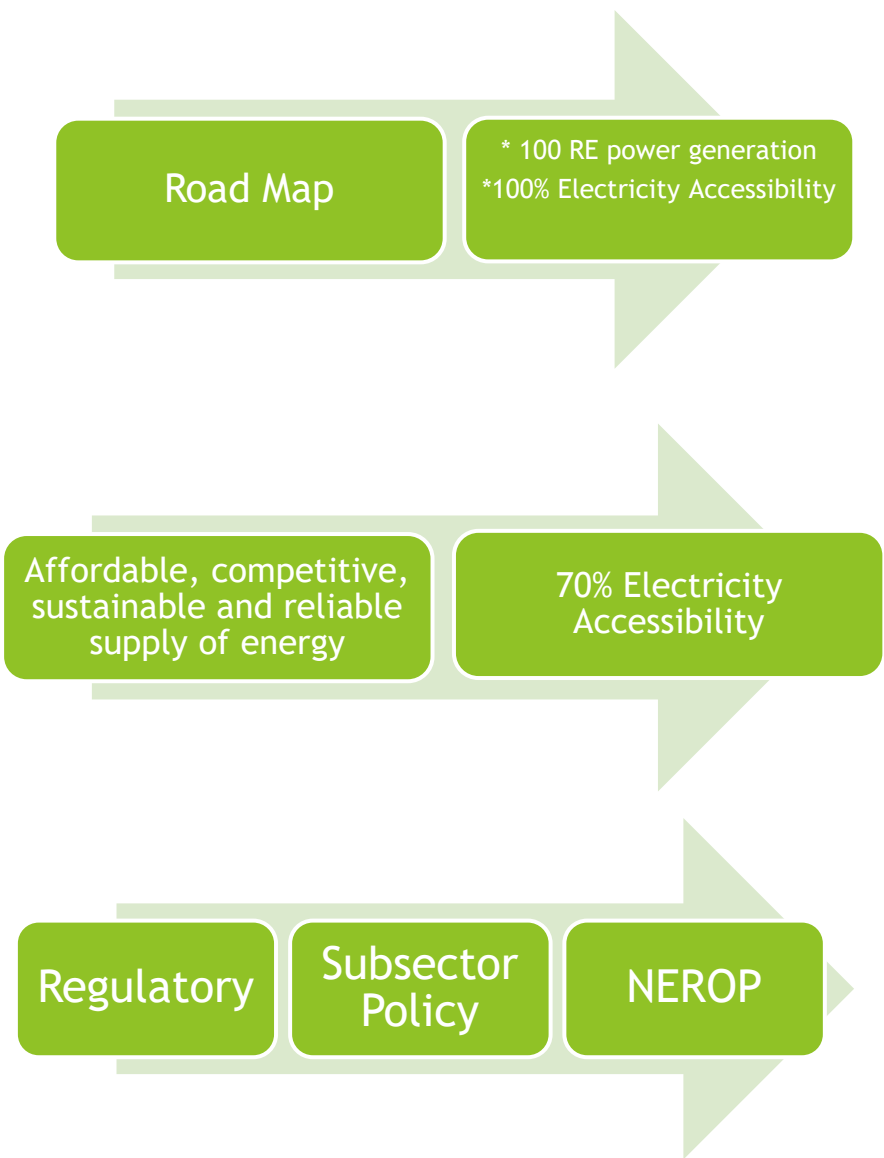 Road Map
* 100 RE power generation
*100% Electricity Accessibility
Affordable, competitive,
sustainable and reliable
supply of energy
70% Electricity
Accessibility
Regulatory
Subsector
Policy
NEROP